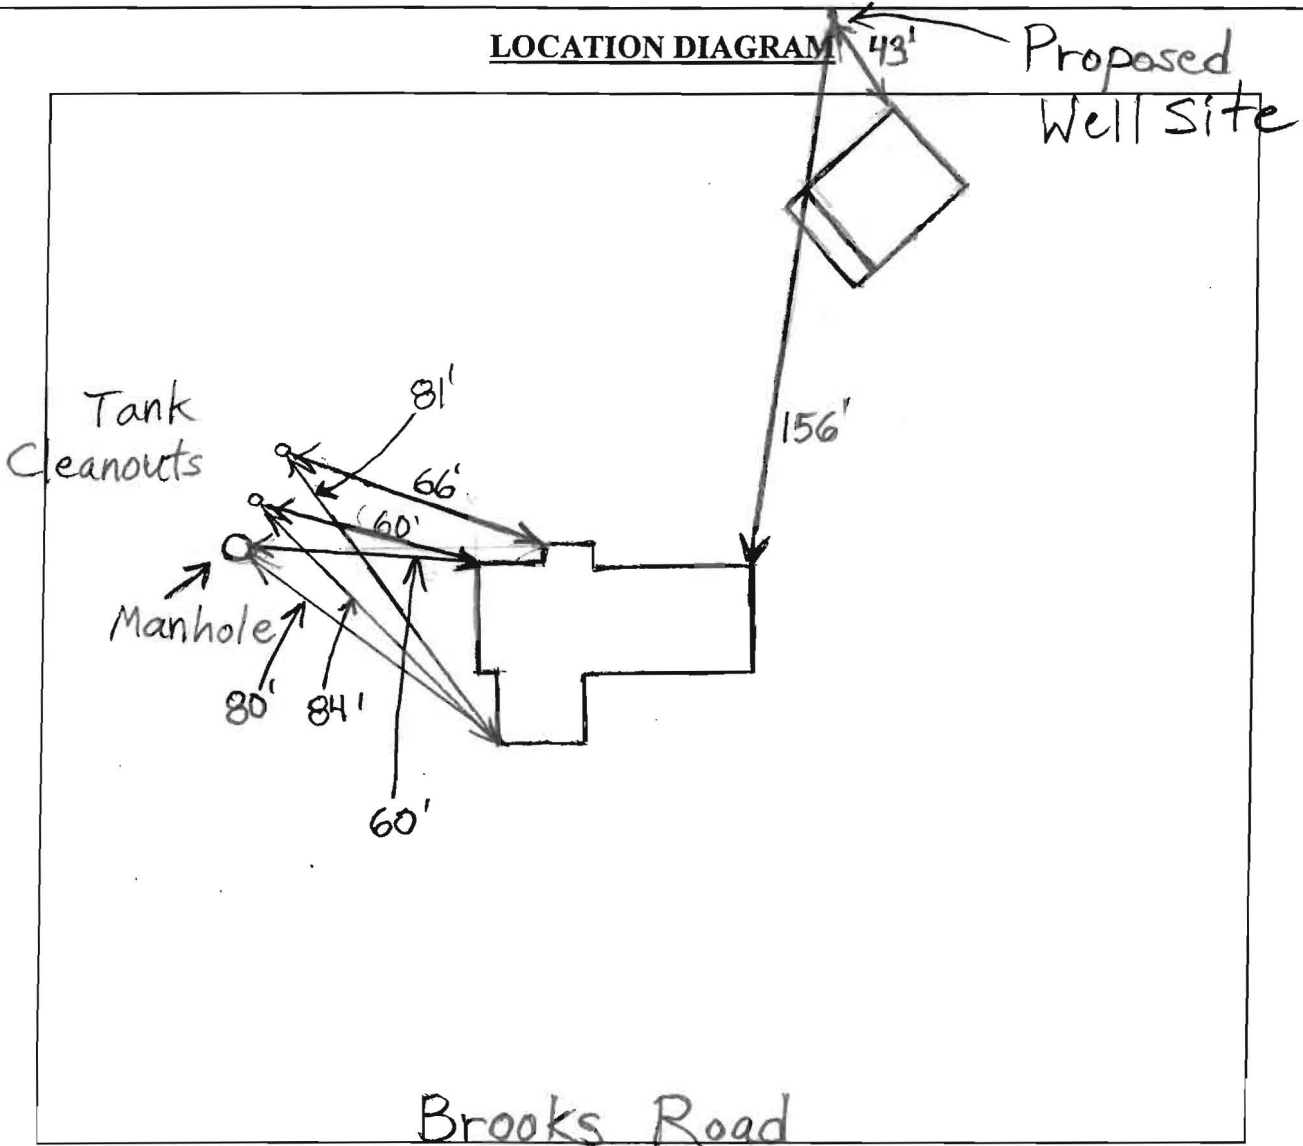 LOCATION DIAGRAM
43'
Proposed
Well Site
81'
Tank
Cleanouts
156'
66'
60'
Manhole
80'
84'
60'
Brooks Road